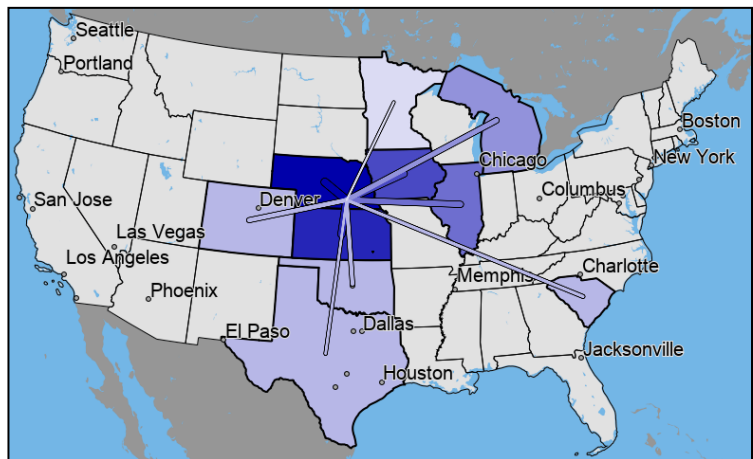 Seattle
Portland
Boston
New York
Chicago
Columbus
Denver
San Jose
Las Vegas
Los Angeles
Charlotte
Memphis
Phoenix
El Paso
Dallas
Jacksonville
Houston